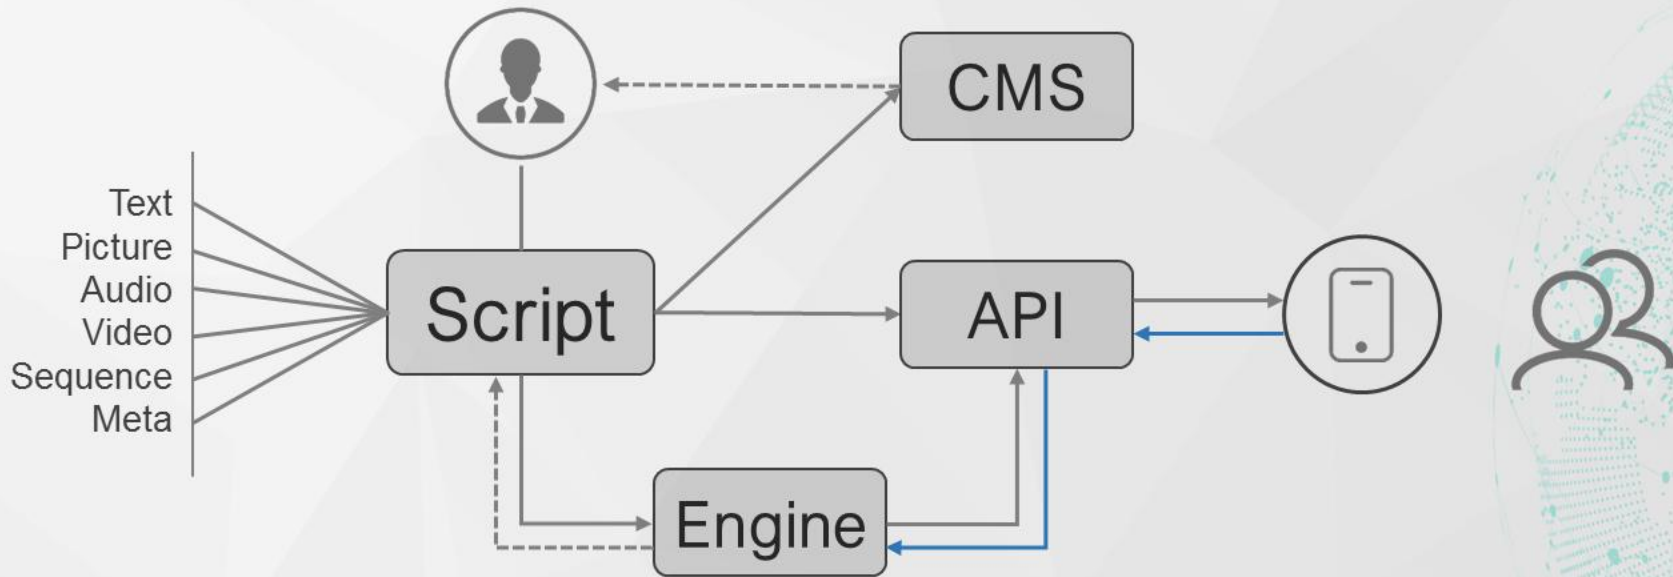 CMS
Text
Picture
Audio
Video
Sequence
Meta
Script
API
Engine